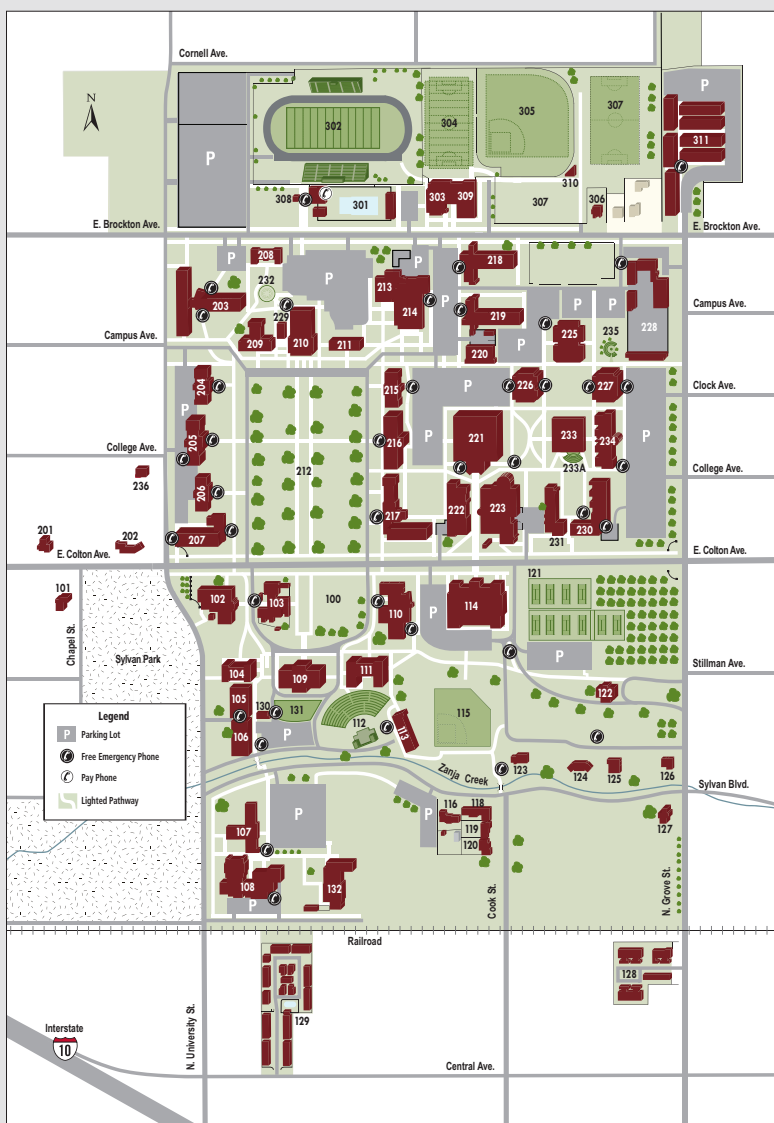 Cornell Ave.
N
P
P
302
304
305
307
311
310
308
301
303
309
307
306
E. Brockton Ave.
E. Brockton Ave.
P
208
P
218
232
P
213
203
229
214
219
P
P
Campus Ave.
225
235
228
Campus Ave.
209
210
211
220
P
204
215
P
226
227
Clock Ave.
P
205
216
P
221
233
234
P
College Ave.
212
233A
College Ave.
236
206
217
222
223
201
202
207
231
230
E. Colton Ave.
E. Colton Ave.
101
102
103
100
110
P
114
121
Chapel St.
Sylvan Park
P
Stillman Ave.
104
109
111
105
122
130
131
112
115
106
P
113
Legend
P Parking Lot
Free Emergency Phone
Pay Phone
Lighted Pathway
Zanja Creek
123
124
125
126
Sylvan Blvd.
P
P
116
118
107
119
127
120
108
132
P
Cook St.
N. Grove St.
Railroad
128
N. University St.
129
Interstate
10
Central Ave.